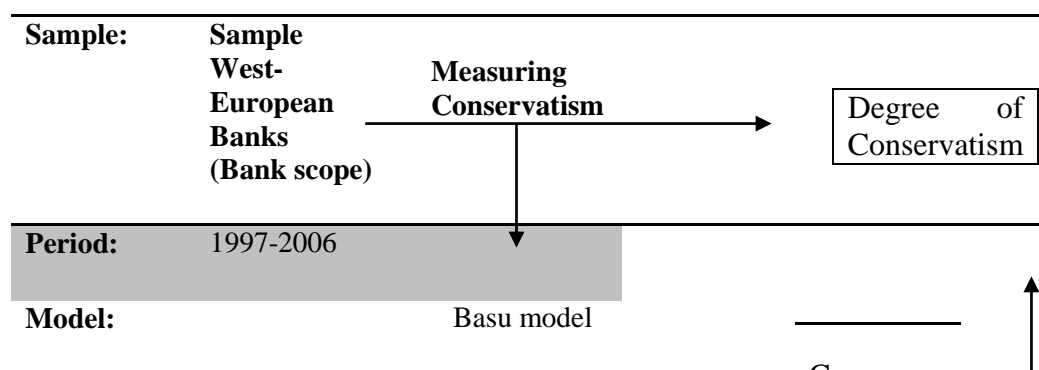 Sample:
Sample
West-
European
Banks
(Bank scope)
Measuring
Conservatism
Degree of
Conservatism
Period: 1997-2006
Model: Basu model